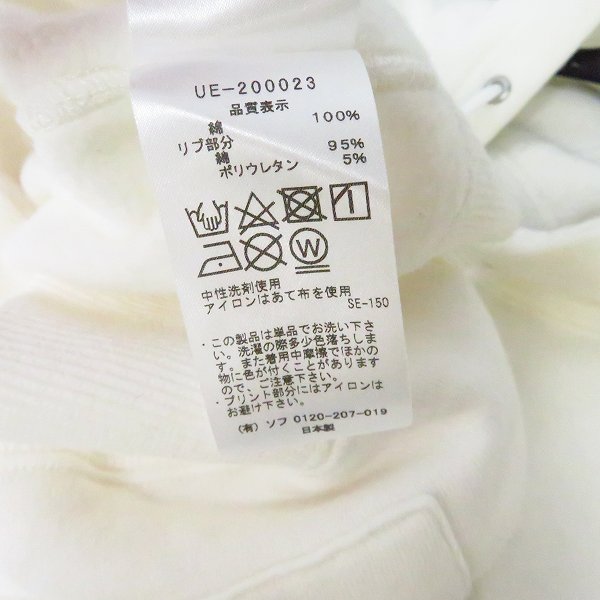 UE-200023
品質表示
綿 100%
リブ部分
綿 95%
ポリウレタン 5%
W
中性洗剤使用
アイロンはあて布を使用
SE-150
・この製品は単品でお洗い下さ
い。洗濯の際多少色落ちしま
す。また着用中摩擦でほかの
物に色が付くことがあります
ので、ご注意下さい。
・プリント部分にはアイロンは
お避け下さい。
(有)ソフ 0120-207-019
日本製